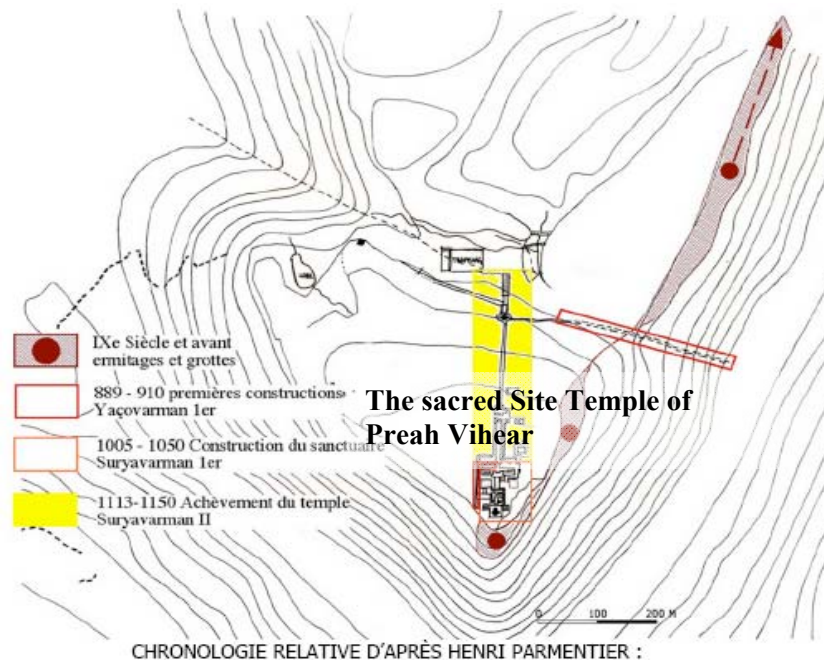 IXe Siècle et avant
ermitages et grottes
889 - 910 premières constructions
Yaçovarman 1er
The sacred Site Temple of
Preah Vihear
1005 - 1050 Construction du sanctuaire
Suryavarman 1er
1113-1150 Achèvement du temple
Suryavarman II
0 100 200 M
CHRONOLOGIE RELATIVE D'APRÈS HENRI PARMENTIER :